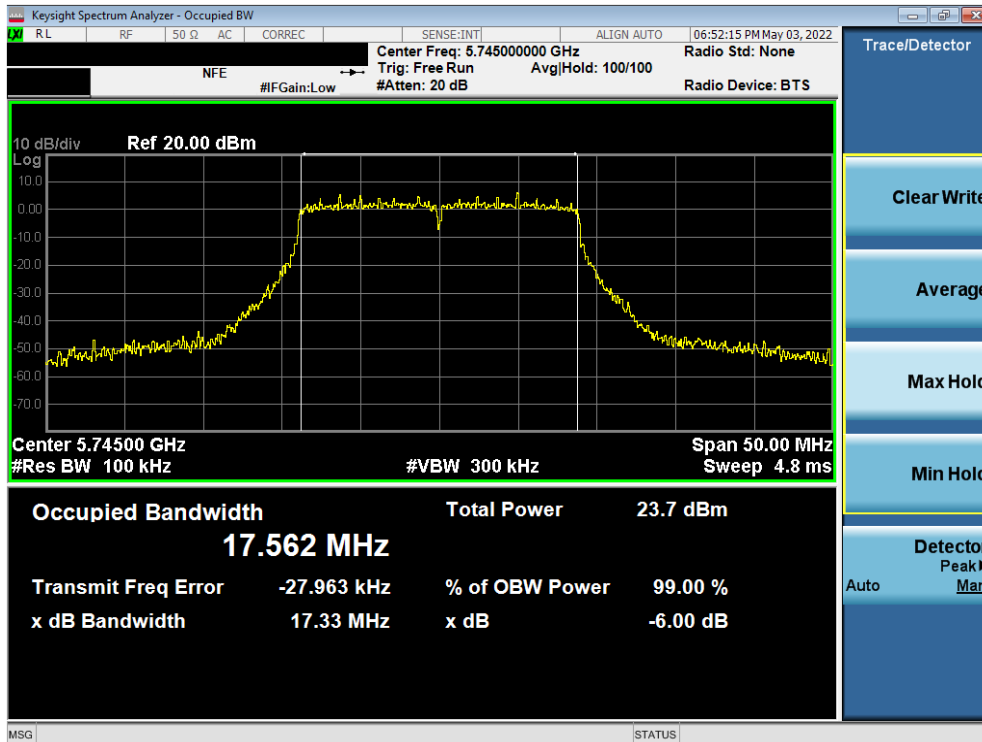 Keysight Spectrum Analyzer - Occupied BW
LXI RL RF 50 Ω AC CORREC SENSE:INT ALIGN AUTO 06:52:15 PM May 03, 2022
Center Freq: 5.745000000 GHz Radio Std: None
NFE Trig: Free Run Avg|Hold: 100/100
#IFGain:Low #Atten: 20 dB Radio Device: BTS
Trace/Detector
10 dB/div Ref 20.00 dBm
Log
10.0
0.00
-10.0
-20.0
-30.0
-40.0
-50.0
-60.0
-70.0
Center 5.74500 GHz Span 50.00 MHz
#Res BW 100 kHz #VBW 300 kHz Sweep 4.8 ms
Occupied Bandwidth Total Power 23.7 dBm
17.562 MHz
Transmit Freq Error -27.963 kHz % of OBW Power 99.00 %
x dB Bandwidth 17.33 MHz x dB -6.00 dB
Clear Write
Average
Max Hold
Min Hold
Detector
Peak
Auto Man
MSG STATUS